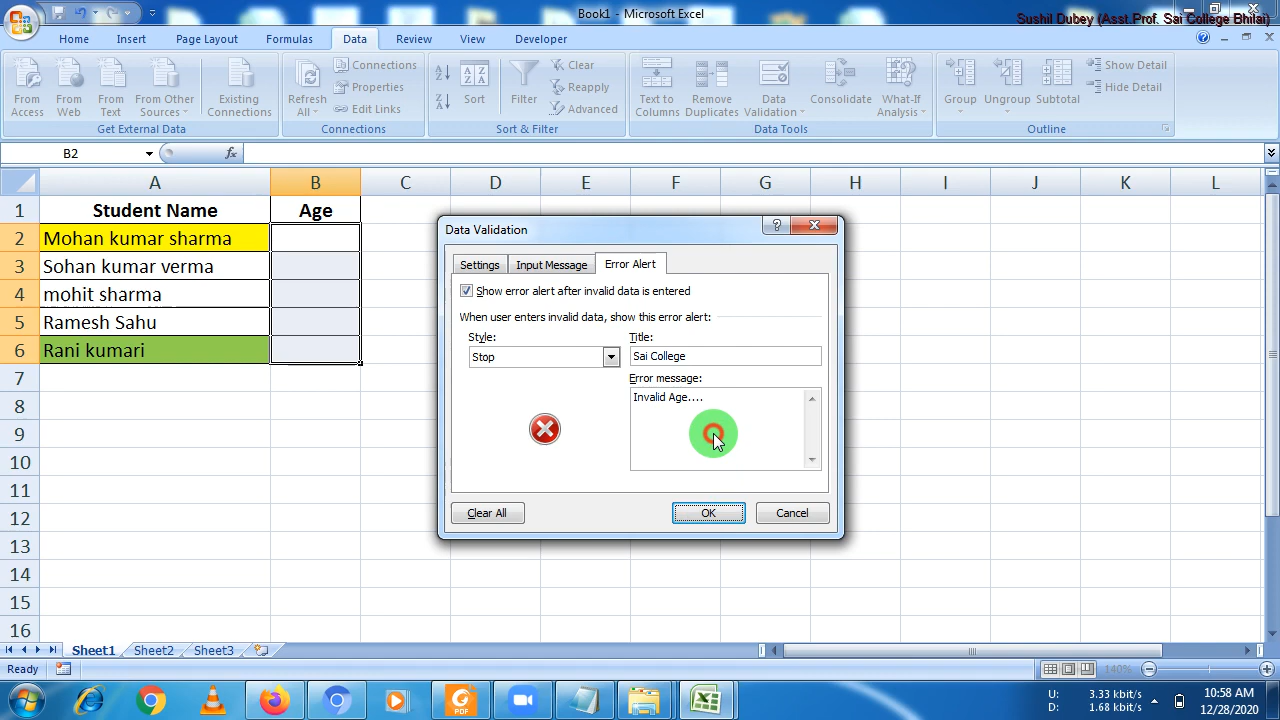 Book1 - Microsoft Excel
Sushil Dubey (Asst.Prof. Sai College Bhilai)
Home Insert Page Layout Formulas Data Review View Developer
From Access
From Web
From Text
From Other Sources
Existing Connections
Get External Data
Refresh All
Connections
Properties
Edit Links
Connections
Sort
Filter
Clear
Reapply
Advanced
Sort & Filter
Text to Columns
Remove Duplicates
Data Validation
Consolidate
What-If Analysis
Data Tools
Group
Ungroup
Subtotal
Show Detail
Hide Detail
Outline
B2 fx
A B C D E F G H I J K L
1 Student Name Age
2 Mohan kumar sharma
3 Sohan kumar verma
4 mohit sharma
5 Ramesh Sahu
6 Rani kumari
7
8
9
10
11
12
13
14
15
16
Data Validation
?
Settings Input Message Error Alert
Show error alert after invalid data is entered
When user enters invalid data, show this error alert:
Style: Title:
Stop Sai College
Error message:
Invalid Age....
Clear All OK Cancel
Sheet1 Sheet2 Sheet3
Ready 140%
PDF
U: 3.33 kbit/s
D: 1.68 kbit/s
10:58 AM
12/28/2020